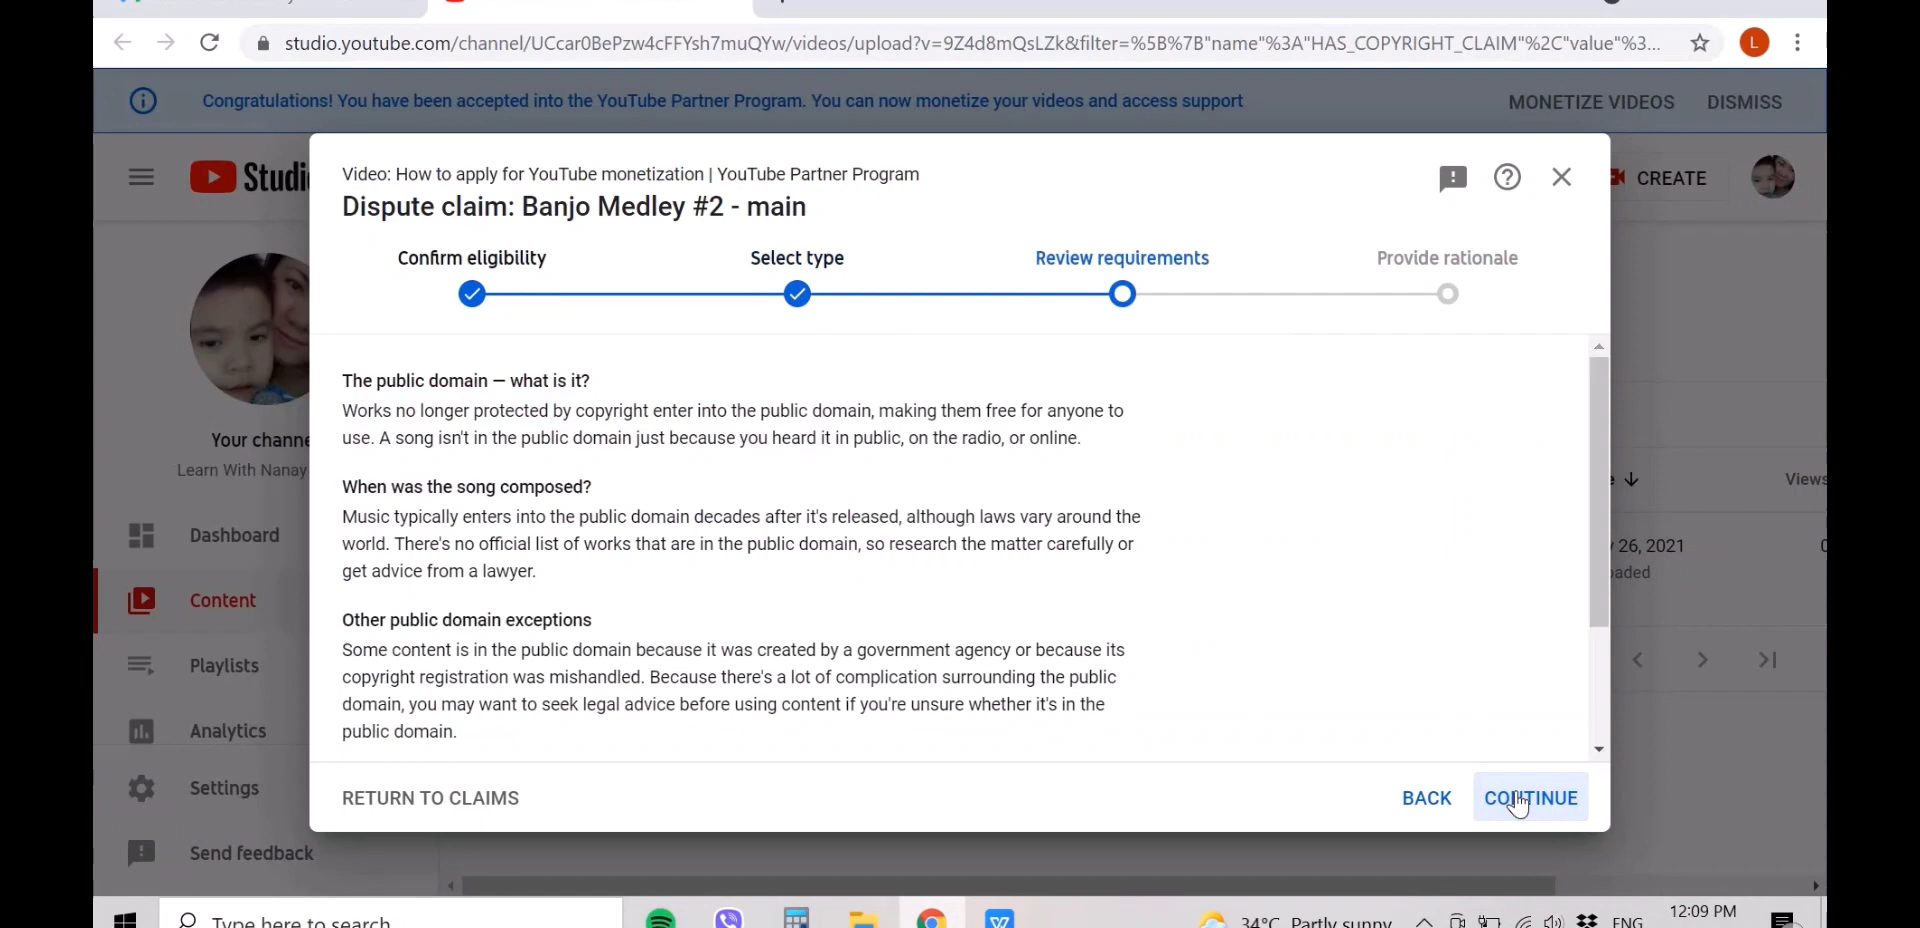 studio.youtube.com/channel/UCcar0BePzw4cFFYsh7muQYw/videos/upload?v=9Z4d8mQsLZk&filter=%5B%7B"name"%3A"HAS_COPYRIGHT_CLAIM"%2C"value"%3...
L
Congratulations! You have been accepted into the YouTube Partner Program. You can now monetize your videos and access support
MONETIZE VIDEOS DISMISS
Studi
CREATE
Video: How to apply for YouTube monetization | YouTube Partner Program
Dispute claim: Banjo Medley #2 - main
Confirm eligibility Select type Review requirements Provide rationale
The public domain — what is it?
Works no longer protected by copyright enter into the public domain, making them free for anyone to
use. A song isn't in the public domain just because you heard it in public, on the radio, or online.
When was the song composed?
Music typically enters into the public domain decades after it's released, although laws vary around the
world. There's no official list of works that are in the public domain, so research the matter carefully or
get advice from a lawyer.
Other public domain exceptions
Some content is in the public domain because it was created by a government agency or because its
copyright registration was mishandled. Because there's a lot of complication surrounding the public
domain, you may want to seek legal advice before using content if you're unsure whether it's in the
public domain.
RETURN TO CLAIMS
BACK
CONTINUE
Your channe
Learn With Nanay
Dashboard
Content
Playlists
Analytics
Settings
Send feedback
Views
26, 2021
Type here to search
34°C Partly sunny
ENG
12:09 PM